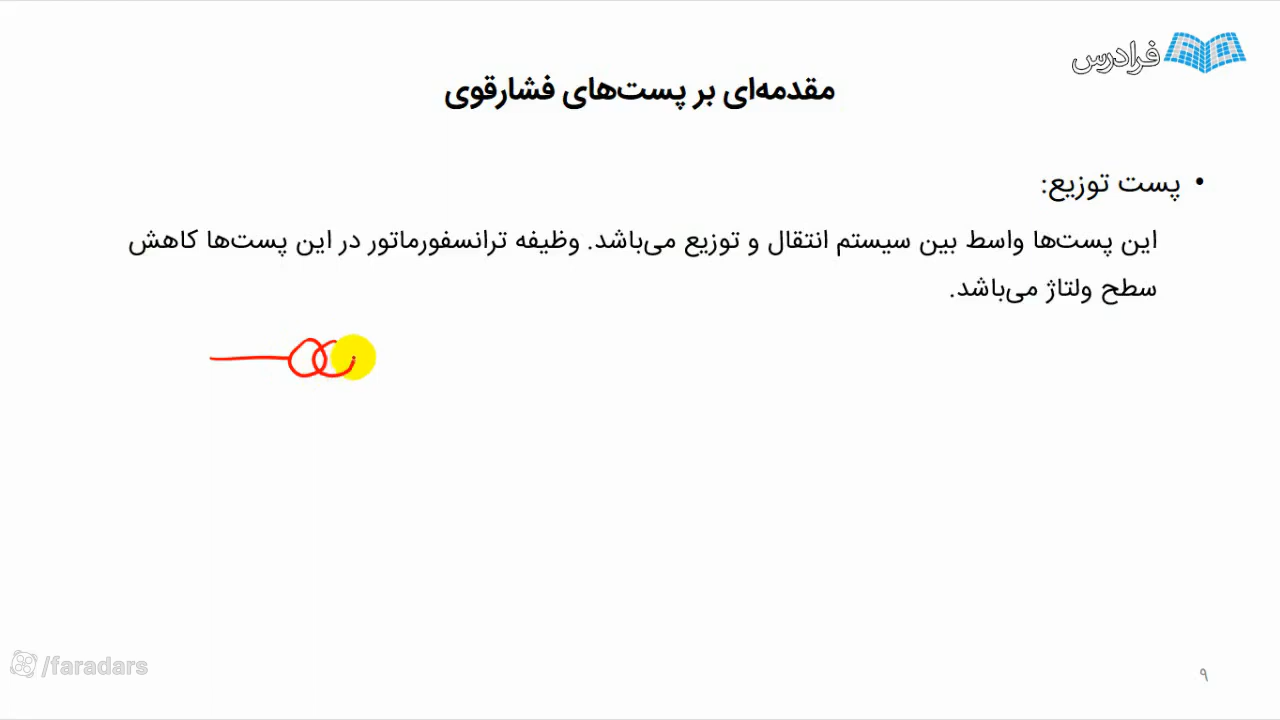 فرادرس
مقدمه‌ای بر پست‌های فشارقوی
• پست توزیع:
این پست‌ها واسط بین سیستم انتقال و توزیع می‌باشد. وظیفه ترانسفورماتور در این پست‌ها کاهش
سطح ولتاژ می‌باشد.
/faradars
۹